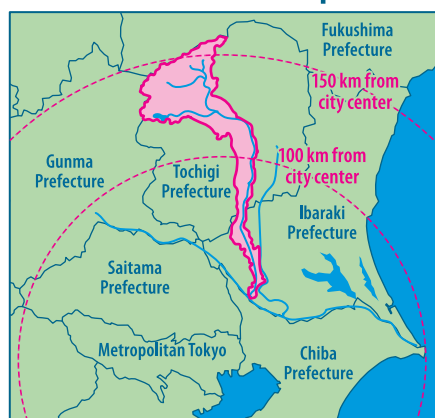 Fukushima
Prefecture
150 km from
city center
100 km from
city center
Gunma
Prefecture
Tochigi
Prefecture
Ibaraki
Prefecture
Saitama
Prefecture
Metropolitan Tokyo
Chiba
Prefecture